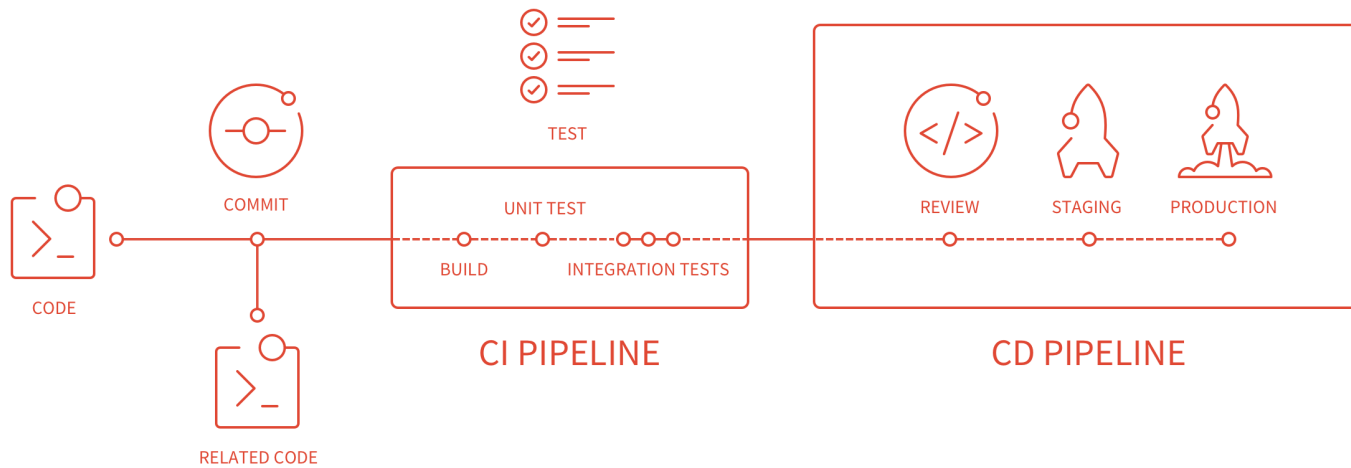 TEST
COMMIT
REVIEW
STAGING
PRODUCTION
UNIT TEST
BUILD
INTEGRATION TESTS
CODE
CI PIPELINE
CD PIPELINE
RELATED CODE